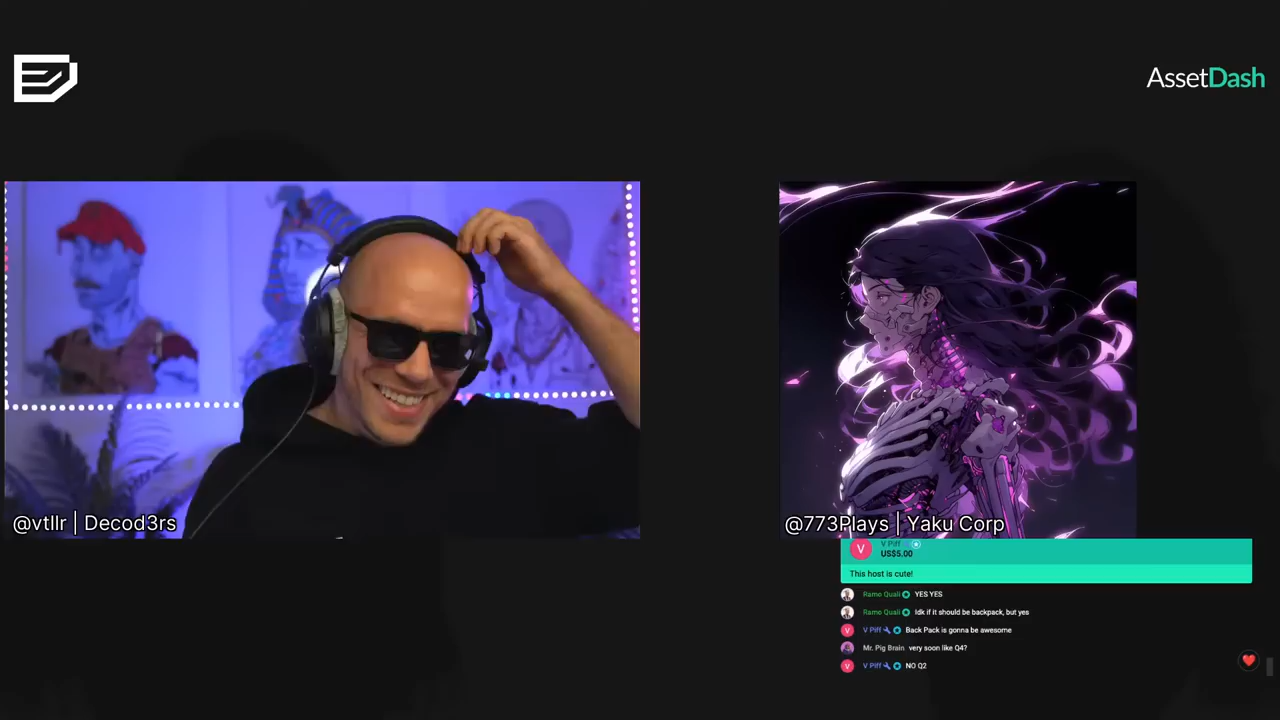 AssetDash
@vtllr | Decod3rs
@773Plays | Yaku Corp
V
V Piff
US$5.00
This host is cute!
Ramo Quali YES YES
Ramo Quali Idk if it should be backpack, but yes
V
V Piff Back Pack is gonna be awesome
Mr. Pig Brain very soon like Q4?
V
V Piff NO Q2